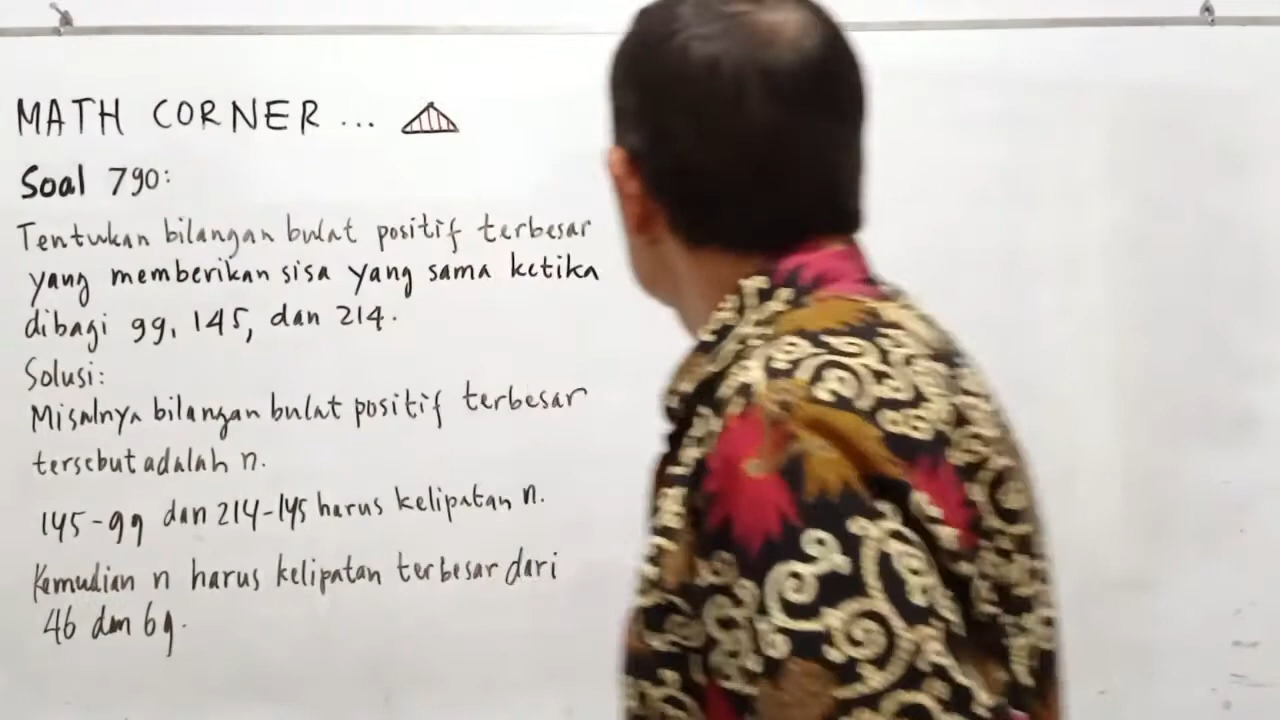 MATH CORNER ...
Soal 790:
Tentukan bilangan bulat positif terbesar
yang memberikan sisa yang sama ketika
dibagi 99, 145, dan 214.
Solusi:
Misalnya bilangan bulat positif terbesar
tersebut adalah n.
145-99 dan 214-145 harus kelipatan n.
Kemudian n harus kelipatan terbesar dari
46 dan 69.